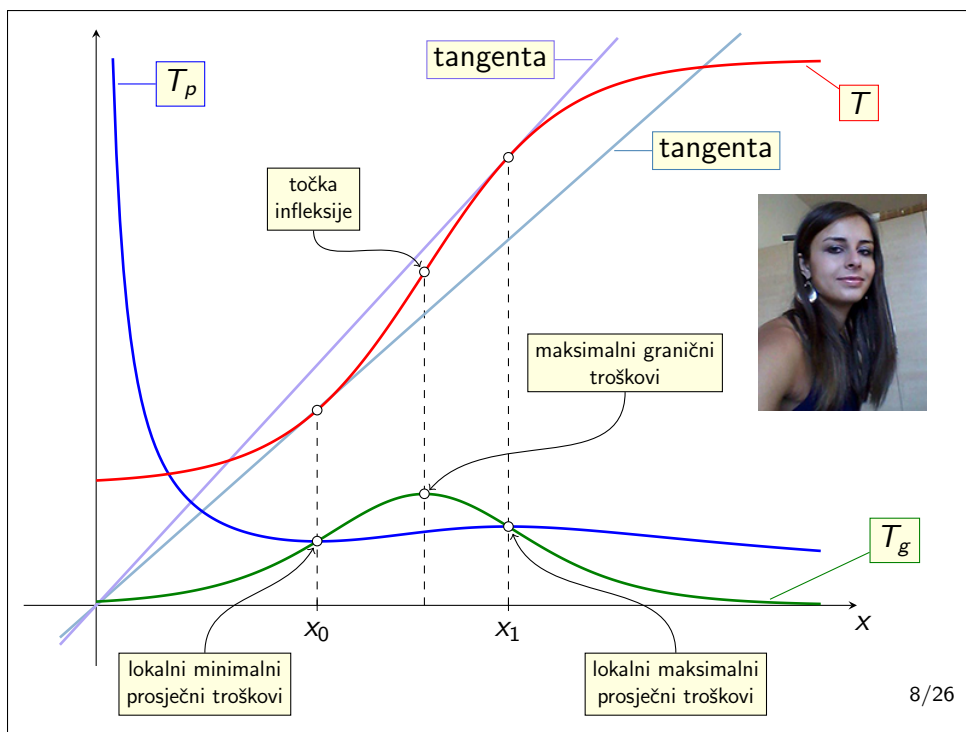 tangenta
T_p
T
tangenta
točka
infleksije
maksimalni granični
troškovi
T_g
x_0
x_1
x
lokalni minimalni
prosječni troškovi
lokalni maksimalni
prosječni troškovi
8/26